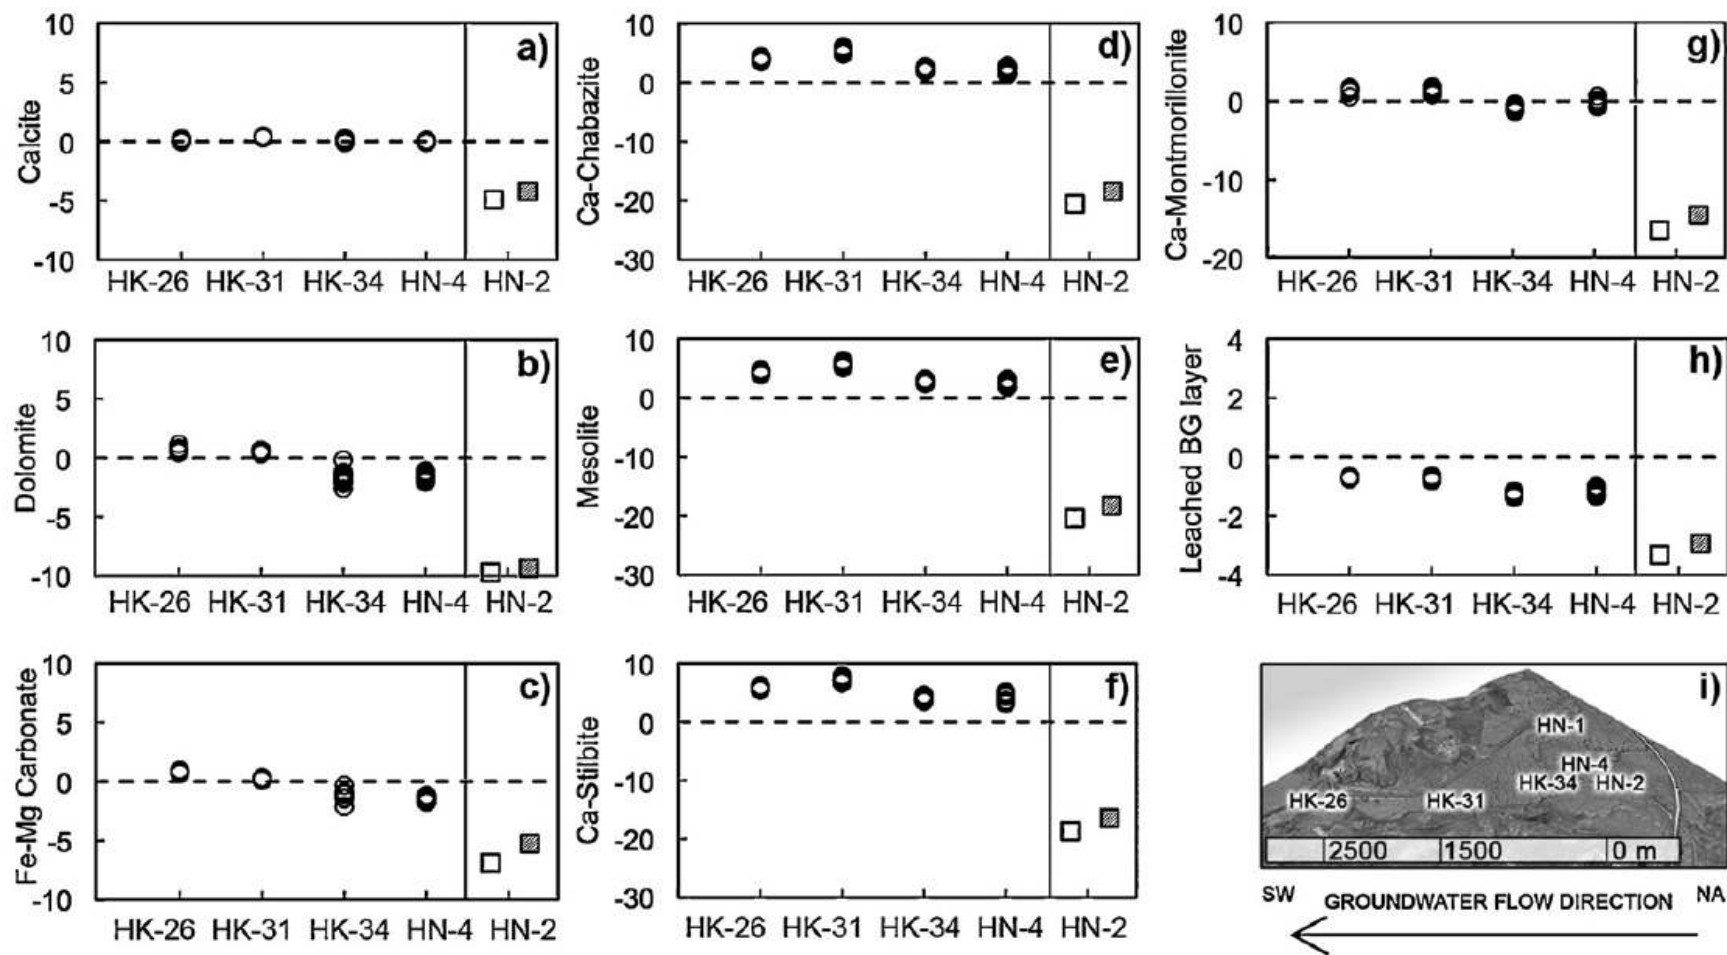 a)
10
5
0
-5
-10
Calcite
HK-26 HK-31 HK-34 HN-4 HN-2
d)
10
0
-10
-20
-30
Ca-Chabazite
HK-26 HK-31 HK-34 HN-4 HN-2
g)
10
0
-10
-20
Ca-Montmorillonite
HK-26 HK-31 HK-34 HN-4 HN-2
b)
10
5
0
-5
-10
Dolomite
HK-26 HK-31 HK-34 HN-4 HN-2
e)
10
0
-10
-20
-30
Mesolite
HK-26 HK-31 HK-34 HN-4 HN-2
h)
4
2
0
-2
-4
Leached BG layer
HK-26 HK-31 HK-34 HN-4 HN-2
c)
10
5
0
-5
-10
Fe-Mg Carbonate
HK-26 HK-31 HK-34 HN-4 HN-2
f)
10
0
-10
-20
-30
Ca-Stilbite
HK-26 HK-31 HK-34 HN-4 HN-2
i)
HN-1
HN-4
HK-34 HN-2
HK-26 HK-31
2500 1500 0 m
SW GROUNDWATER FLOW DIRECTION NA